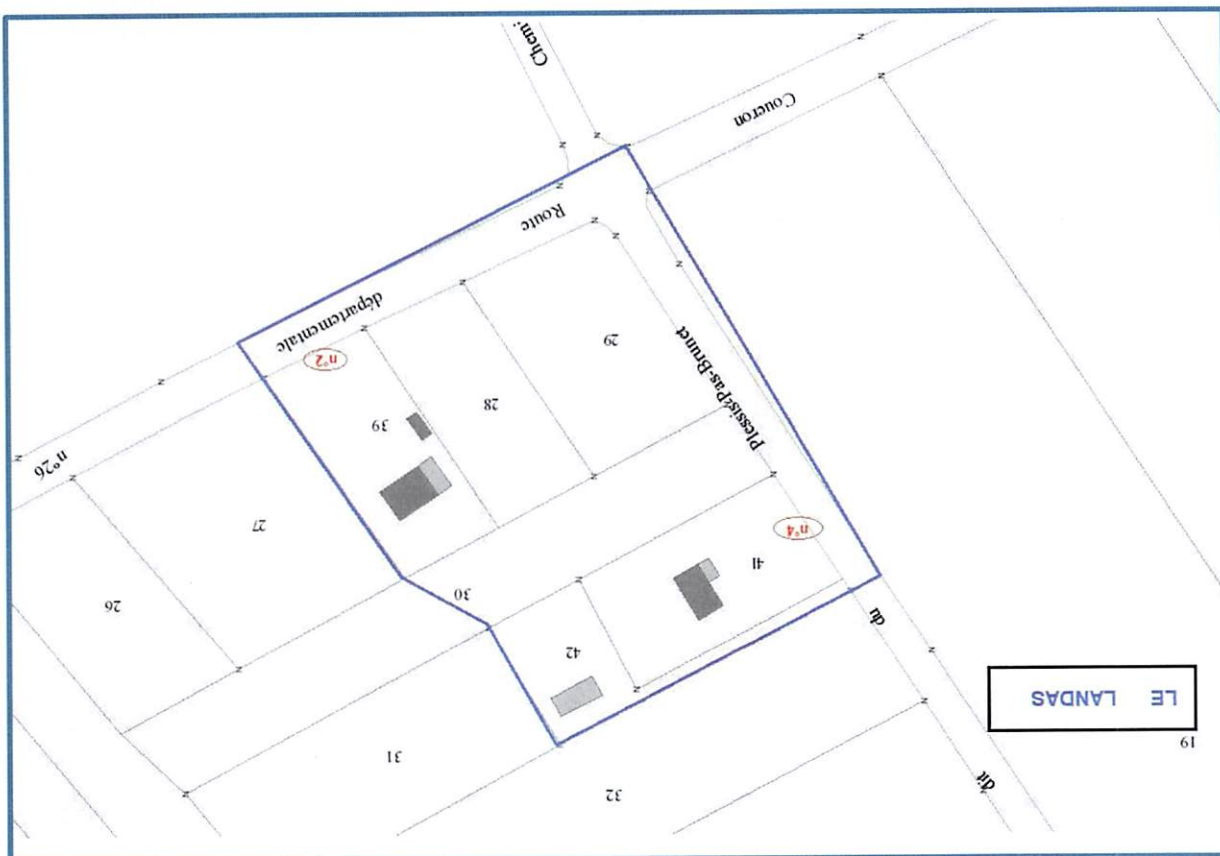 19
LE LANDAS
dit
32
31
du
42
41
n°4
30
26
27
n°26
39
28
29
n°2
Plessis Pas-Brunet
départementale
Route
Coueron
Chemi